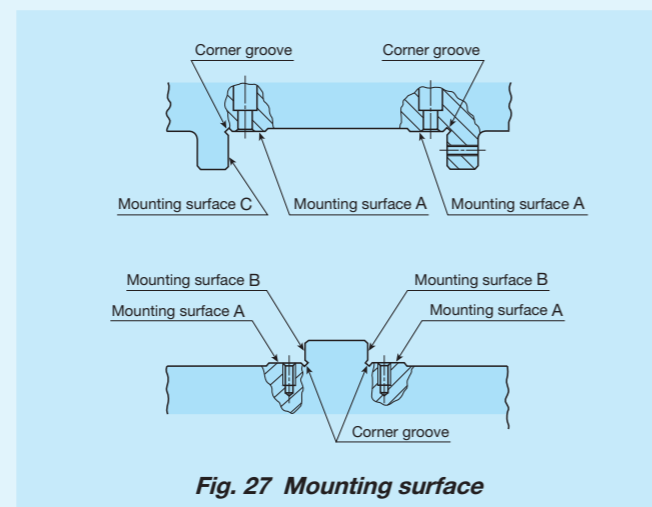 Corner groove
Corner groove
Mounting surface C
Mounting surface A
Mounting surface A
Mounting surface B
Mounting surface B
Mounting surface A
Mounting surface A
Corner groove
Fig. 27 Mounting surface